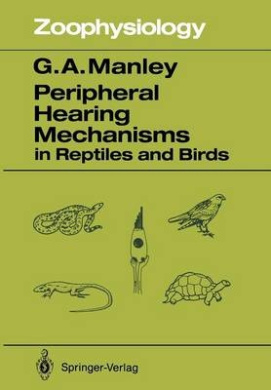 Zoophysiology
G.A.Manley
Peripheral
Hearing
Mechanisms
in Reptiles and Birds
Springer-Verlag